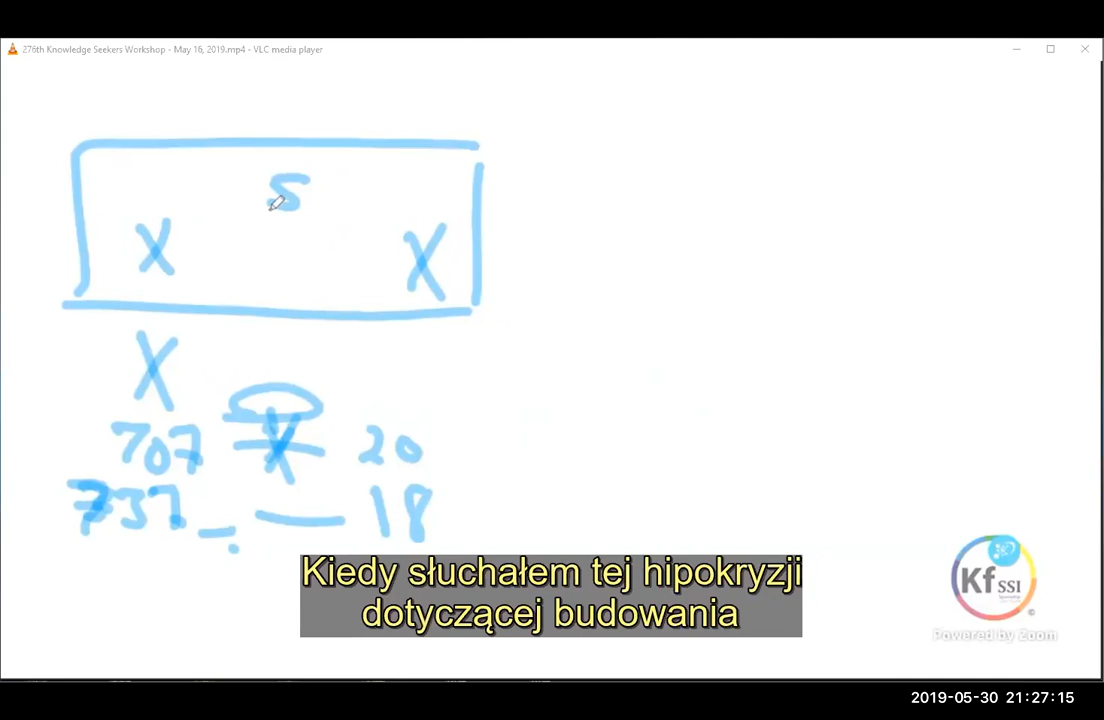 276th Knowledge Seekers Workshop - May 16, 2019.mp4 - VLC media player
S
X X
X
707 X 20
737 18
Kiedy słuchałem tej hipokryzji
dotyczącej budowania
Kf SSI
Powered by Zoom
2019-05-30 21:27:15